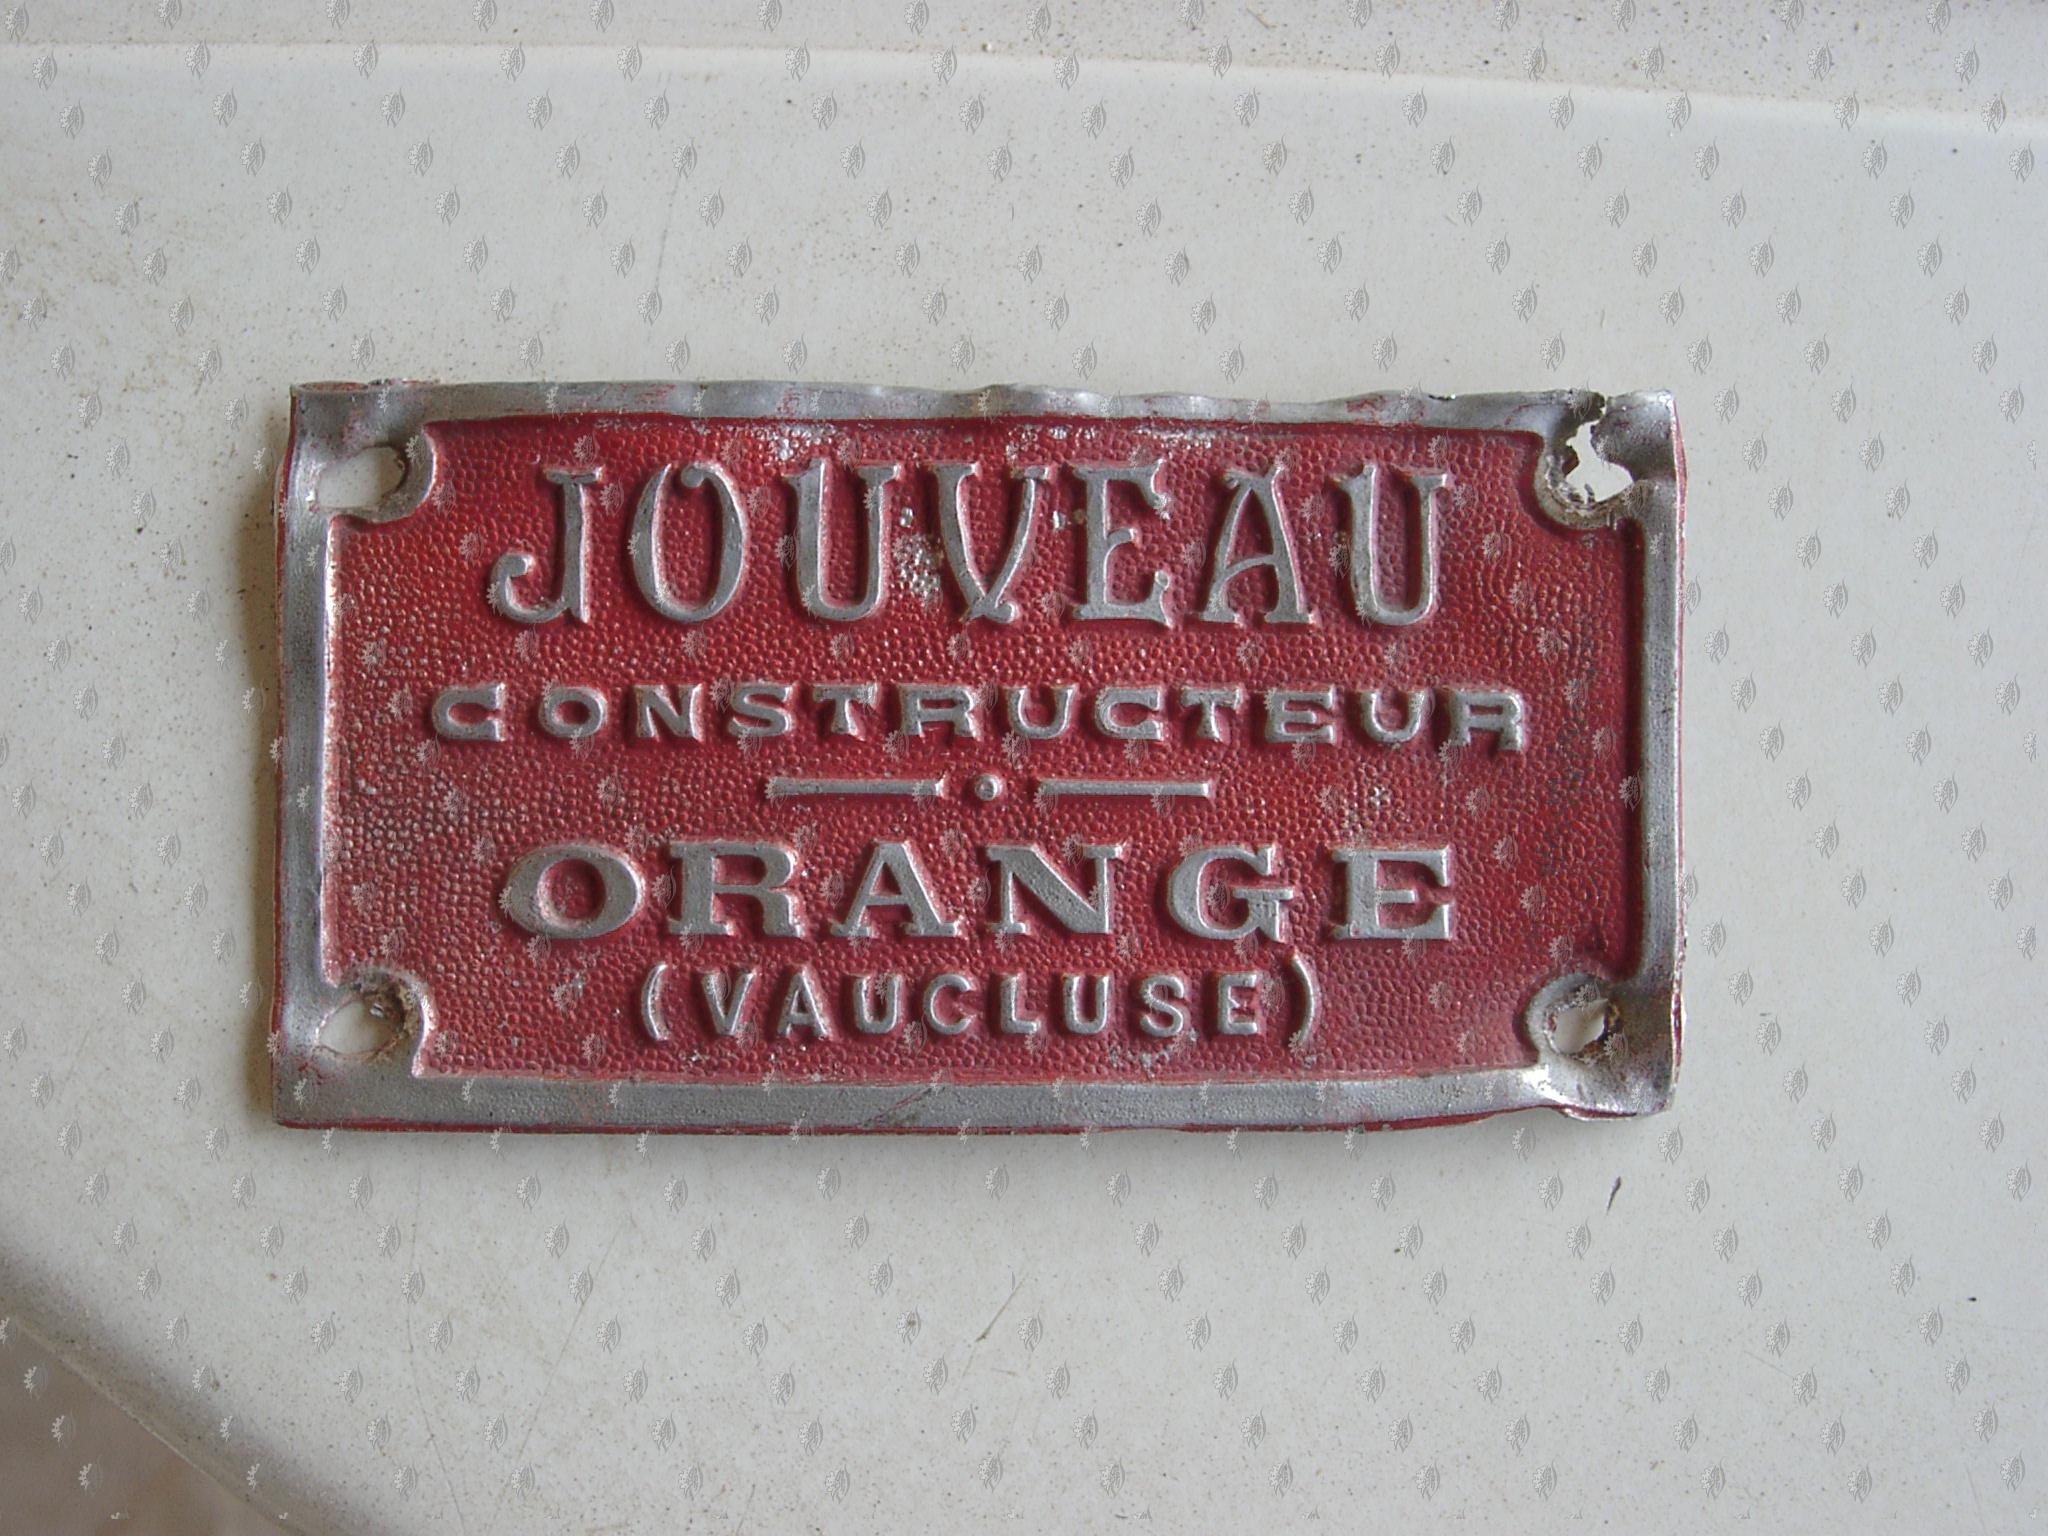 JOUVEAU
CONSTRUCTEUR
ORANGE
(VAUCLUSE)